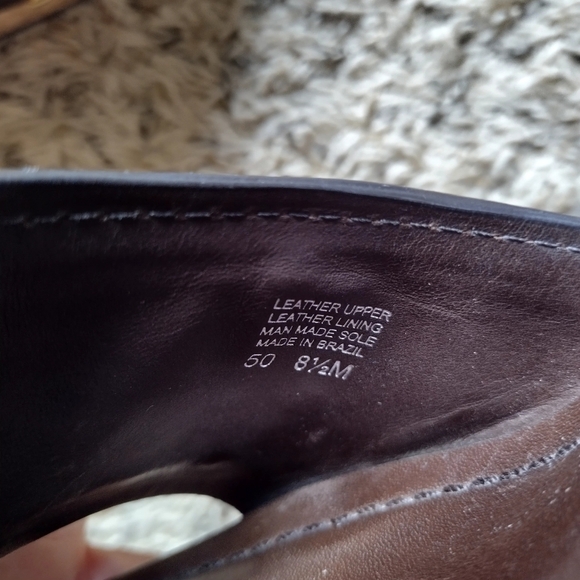 LEATHER UPPER
LEATHER LINING
MAN MADE SOLE
MADE IN BRAZIL
50 8½M